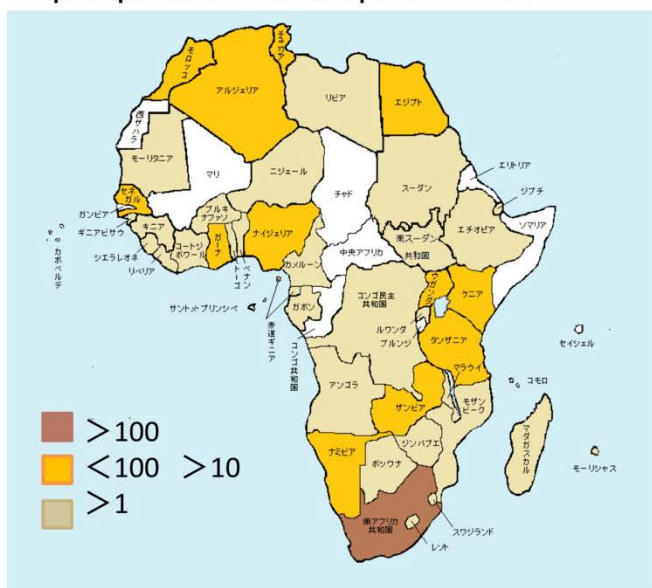 モロッコ
チュニジア
アルジェリア
リビア
エジプト
西サハラ
モーリタニア
マリ
ニジェール
チャド
スーダン
エリトリア
ジブチ
セネ
ガル
ガンビア
ギニアビサウ
ギニア
シエラレオネ
リベリア
コートジ
ボワール
ブルキ
ナファソ
ガーナ
トーゴ
ベナン
ナイジェリア
カメルーン
中央アフリカ
南スーダン
共和国
エチオピア
ソマリア
カボベルデ
サントメプリンシペ
赤道ギニア
ガボン
コンゴ共和国
コンゴ民主
共和国
ウガンダ
ケニア
ルワンダ
ブルンジ
タンザニア
セイシェル
アンゴラ
ザンビア
マラウイ
モザン
ビーク
コモロ
マダガスカル
モーリシャス
ナミビア
ボツワナ
ジンバブエ
南アフリカ
共和国
スワジランド
レソト
＞100
＜100 ＞10
＞1